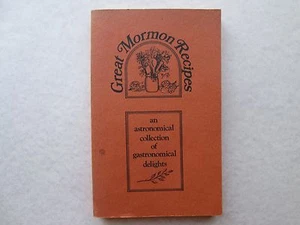 Great Mormon Recipes
an
astronomical
collection
of
gastronomical
delights